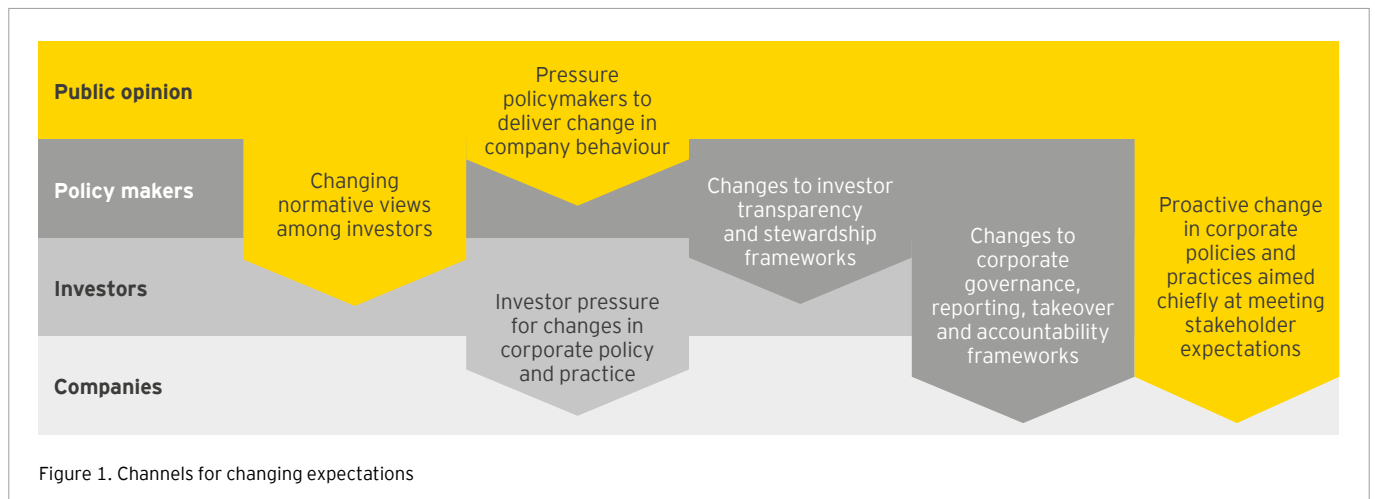 Public opinion
Pressure
policymakers to
deliver change in
company behaviour
Policy makers
Changing
normative views
among investors
Changes to investor
transparency
and stewardship
frameworks
Changes to
corporate
governance,
reporting, takeover
and accountability
frameworks
Proactive change
in corporate
policies and
practices aimed
chiefly at meeting
stakeholder
expectations
Investors
Investor pressure
for changes in
corporate policy
and practice
Companies
Figure 1. Channels for changing expectations